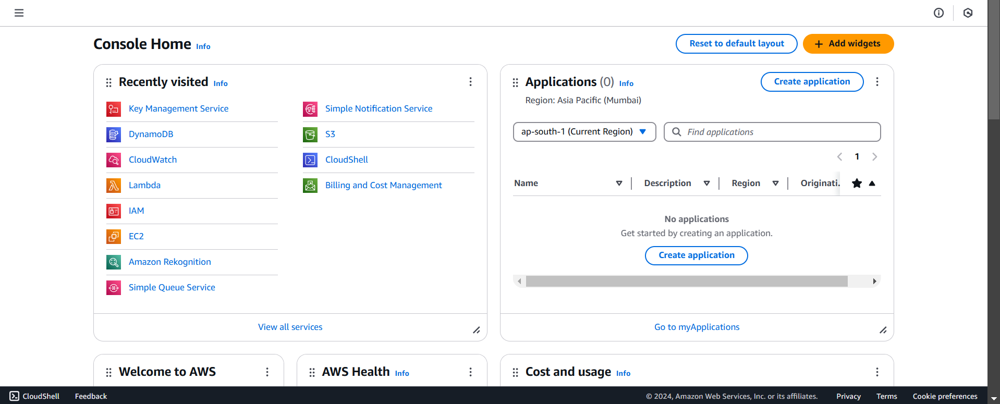 Console Home Info
Reset to default layout
Add widgets
Recently visited Info
Key Management Service
DynamoDB
CloudWatch
Lambda
IAM
EC2
Amazon Rekognition
Simple Queue Service
Simple Notification Service
S3
CloudShell
Billing and Cost Management
View all services
Applications (0) Info
Create application
Region: Asia Pacific (Mumbai)
ap-south-1 (Current Region)
Find applications
1
Name Description Region Originati.
No applications
Get started by creating an application.
Create application
Go to myApplications
Welcome to AWS
AWS Health Info
Cost and usage Info
CloudShell Feedback © 2024, Amazon Web Services, Inc. or its affiliates. Privacy Terms Cookie preferences